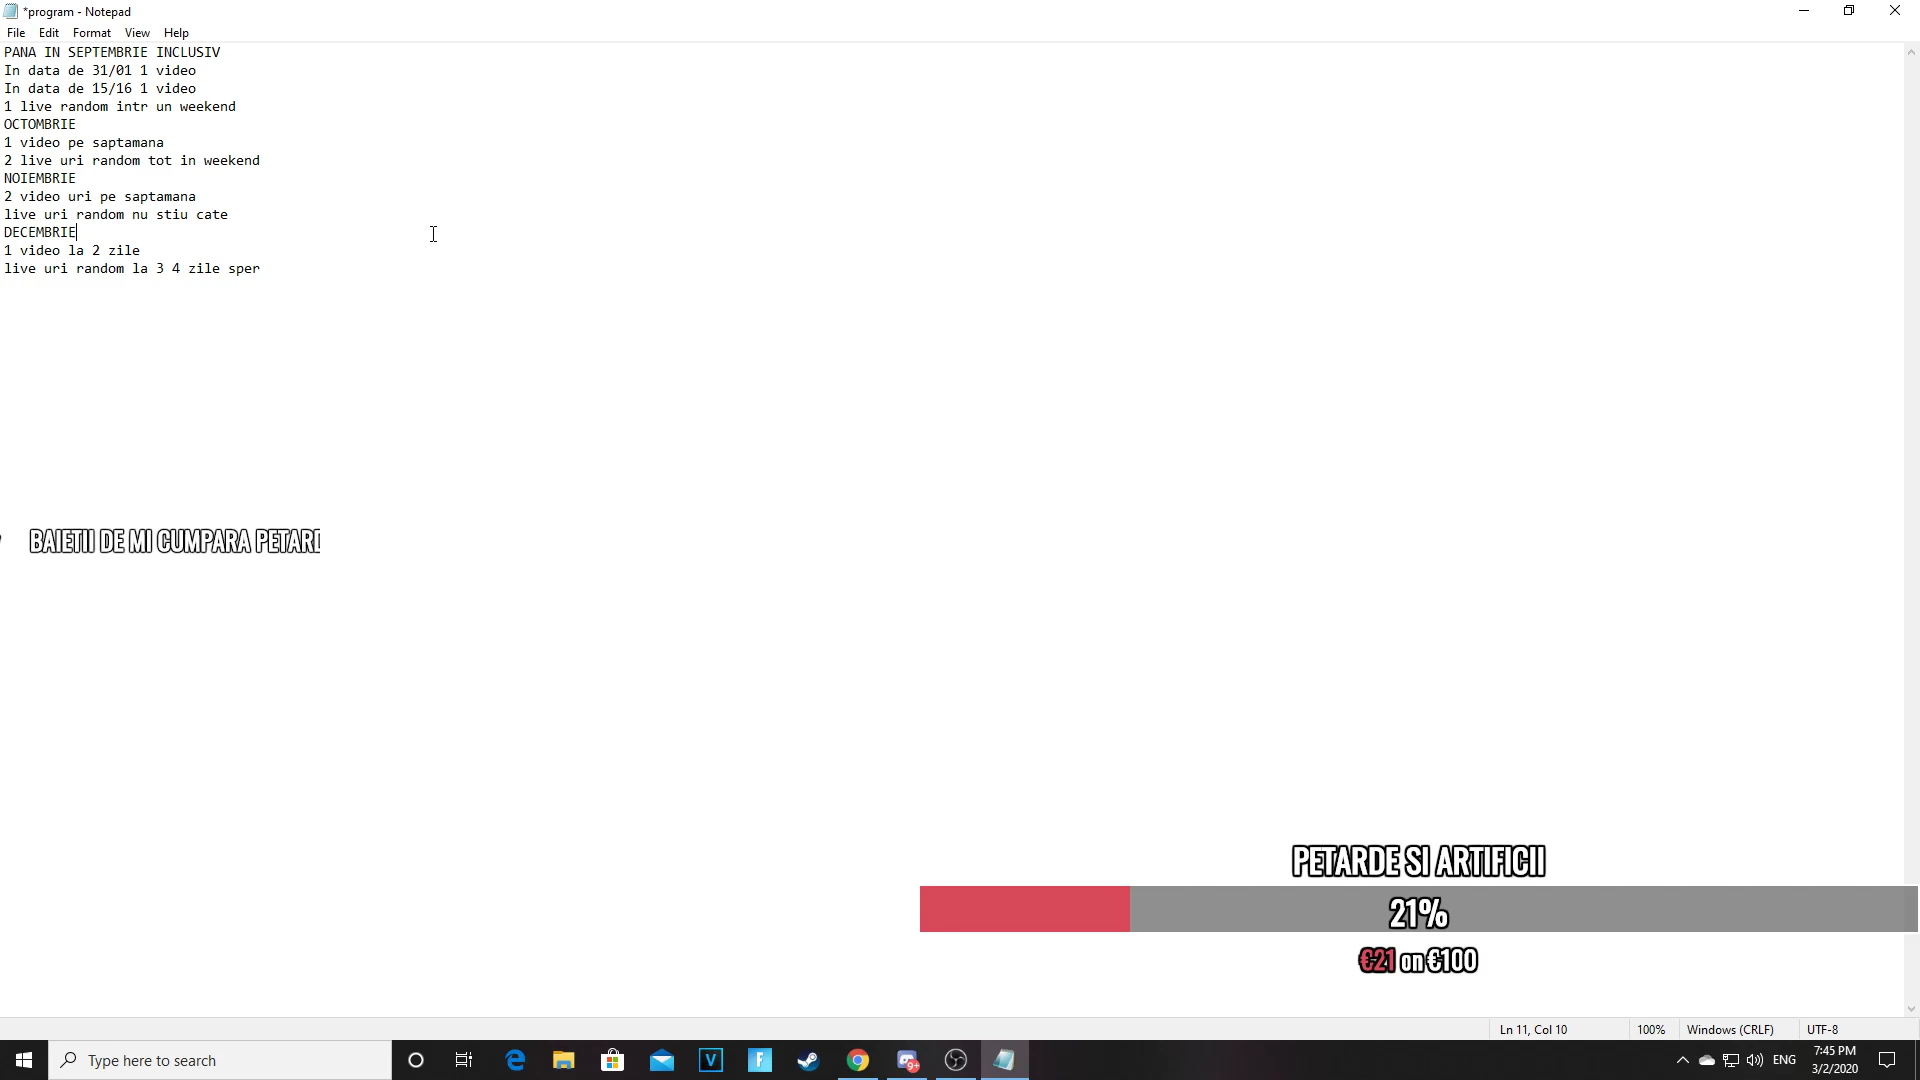 *program - Notepad
File Edit Format View Help
PANA IN SEPTEMBRIE INCLUSIV
In data de 31/01 1 video
In data de 15/16 1 video
1 live random intr un weekend
OCTOMBRIE
1 video pe saptamana
2 live uri random tot in weekend
NOIEMBRIE
2 video uri pe saptamana
live uri random nu stiu cate
DECEMBRIE
1 video la 2 zile
live uri random la 3 4 zile sper
BAIETII DE MI CUMPARA
PETARDE SI ARTIFICII
21%
€21 on €100
Ln 11, Col 10 100% Windows (CRLF) UTF-8
Type here to search
9+
ENG
7:45 PM
3/2/2020